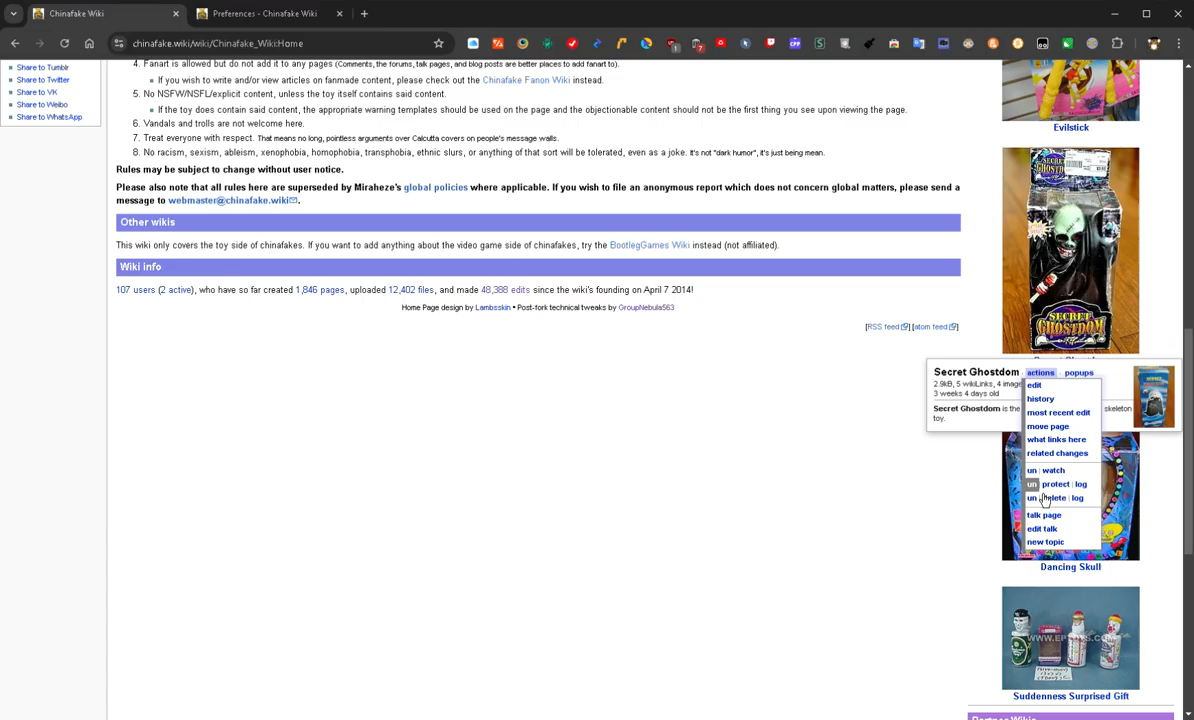 Chinafake Wiki
Preferences - Chinafake Wiki
chinafake.wiki/wiki/Chinafake_Wiki:Home
Share to Tumblr
Share to Twitter
Share to VK
Share to Weibo
Share to WhatsApp
4. Fanart is allowed but do not add it to any pages (Comments, the forums, talk pages, and blog posts are better places to add fanart to).
If you wish to write and/or view articles on fanmade content, please check out the Chinafake Fanon Wiki instead.
5. No NSFW/NSFL/explicit content, unless the toy itself contains said content.
If the toy does contain said content, the appropriate warning templates should be used on the page and the objectionable content should not be the first thing you see upon viewing the page.
6. Vandals and trolls are not welcome here.
7. Treat everyone with respect. That means no long, pointless arguments over Calcutta covers on people's message walls.
8. No racism, sexism, ableism, xenophobia, homophobia, transphobia, ethnic slurs, or anything of that sort will be tolerated, even as a joke. It's not "dark humor", it's just being mean.
Rules may be subject to change without user notice.
Please also note that all rules here are superseded by Miraheze's global policies where applicable. If you wish to file an anonymous report which does not concern global matters, please send a
message to webmaster@chinafake.wiki.
Other wikis
This wiki only covers the toy side of chinafakes. If you want to add anything about the video game side of chinafakes, try the BootlegGames Wiki instead (not affiliated).
Wiki info
107 users (2 active), who have so far created 1,846 pages, uploaded 12,402 files, and made 48,388 edits since the wiki's founding on April 7 2014!
Home Page design by Lambsskin • Post-fork technical tweaks by GroupNebula563
[RSS feed] [atom feed]
Evilstick
SECRET
GHOSTDOM
SECRET
GHOSTDOM
Secret Ghostdom actions popups
2.9kB, 5 wikiLinks, 4 image
3 weeks 4 days old
Secret Ghostdom is the skeleton
toy.
edit
history
most recent edit
move page
what links here
related changes
un | watch
un protect | log
un delete | log
talk page
edit talk
new topic
Dancing Skull
WWW.EPTOYS.COM
Suddenness Surprised Gift
Partner Wikis